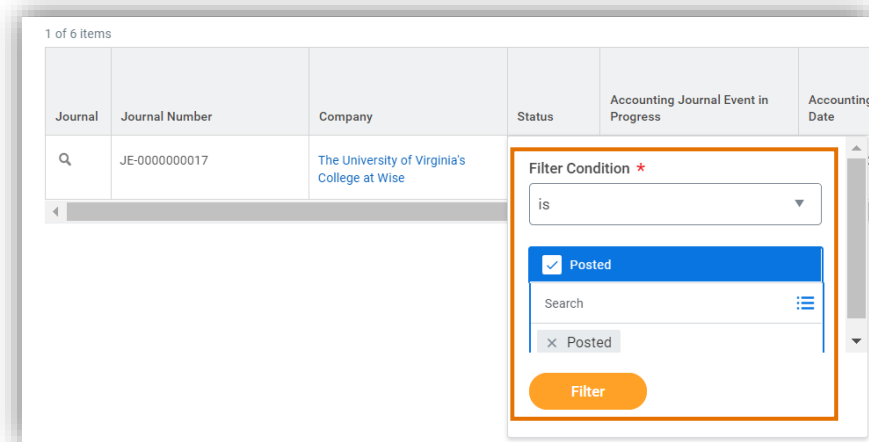 1 of 6 items
Journal
Journal Number
Company
Status
Accounting Journal Event in
Progress
Accounting
Date
JE-0000000017
The University of Virginia's
College at Wise
Filter Condition *
is
Posted
Search
× Posted
Filter